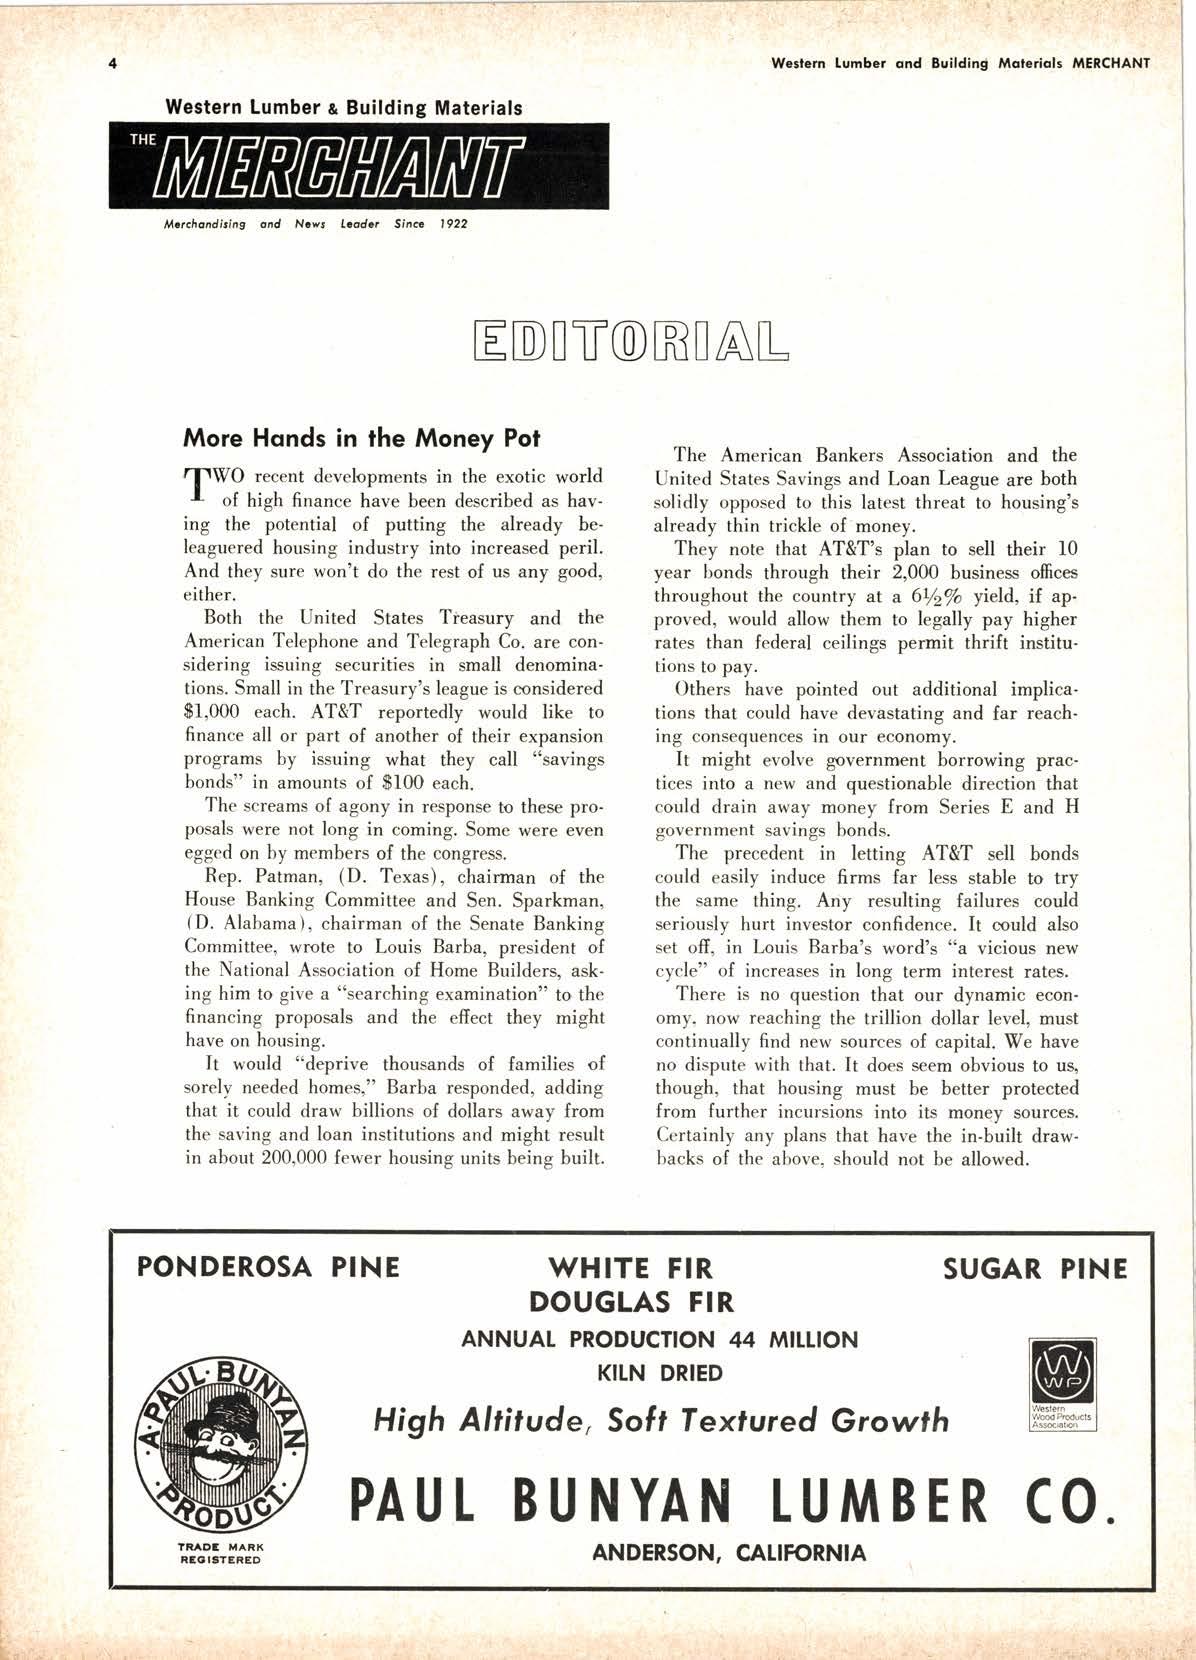 4
Western Lumber and Building Materials MERCHANT
Western Lumber & Building Materials
THE MERCHANT
Merchandising and News Leader Since 1922
EDITORIAL
More Hands in the Money Pot
TWO recent developments in the exotic world
of high finance have been described as hav-
ing the potential of putting the already be-
leaguered housing industry into increased peril.
And they sure won't do the rest of us any good,
either.
Both the United States Treasury and the
American Telephone and Telegraph Co. are con-
sidering issuing securities in small denomina-
tions. Small in the Treasury's league is considered
$1,000 each. AT&T reportedly would like to
finance all or part of another of their expansion
programs by issuing what they call "savings
bonds" in amounts of $100 each.
The screams of agony in response to these pro-
posals were not long in coming. Some were even
egged on by members of the congress.
Rep. Patman, (D. Texas), chairman of the
House Banking Committee and Sen. Sparkman,
(D. Alabama), chairman of the Senate Banking
Committee, wrote to Louis Barba, president of
the National Association of Home Builders, ask-
ing him to give a "searching examination" to the
financing proposals and the effect they might
have on housing.
It would "deprive thousands of families of
sorely needed homes," Barba responded, adding
that it could draw billions of dollars away from
the saving and loan institutions and might result
in about 200,000 fewer housing units being built.
The American Bankers Association and the
United States Savings and Loan League are both
solidly opposed to this latest threat to housing's
already thin trickle of money.
They note that AT&T's plan to sell their 10
year bonds through their 2,000 business offices
throughout the country at a 6½% yield, if ap-
proved, would allow them to legally pay higher
rates than federal ceilings permit thrift institu-
tions to pay.
Others have pointed out additional implica-
tions that could have devastating and far reach-
ing consequences in our economy.
It might evolve government borrowing prac-
tices into a new and questionable direction that
could drain away money from Series E and H
government savings bonds.
The precedent in letting AT&T sell bonds
could easily induce firms far less stable to try
the same thing. Any resulting failures could
seriously hurt investor confidence. It could also
set off, in Louis Barba's word's "a vicious new
cycle" of increases in long term interest rates.
There is no question that our dynamic econ-
omy, now reaching the trillion dollar level, must
continually find new sources of capital. We have
no dispute with that. It does seem obvious to us,
though, that housing must be better protected
from further incursions into its money sources.
Certainly any plans that have the in-built draw-
backs of the above, should not be allowed.
PONDEROSA PINE
WHITE FIR
SUGAR PINE
DOUGLAS FIR
ANNUAL PRODUCTION 44 MILLION
KILN DRIED
High Altitude, Soft Textured Growth
A·PAUL·BUNYAN·
·PRODUCT·
TRADE MARK
REGISTERED
W
WP
Western
Wood Products
Association
PAUL BUNYAN LUMBER CO.
ANDERSON, CALIFORNIA